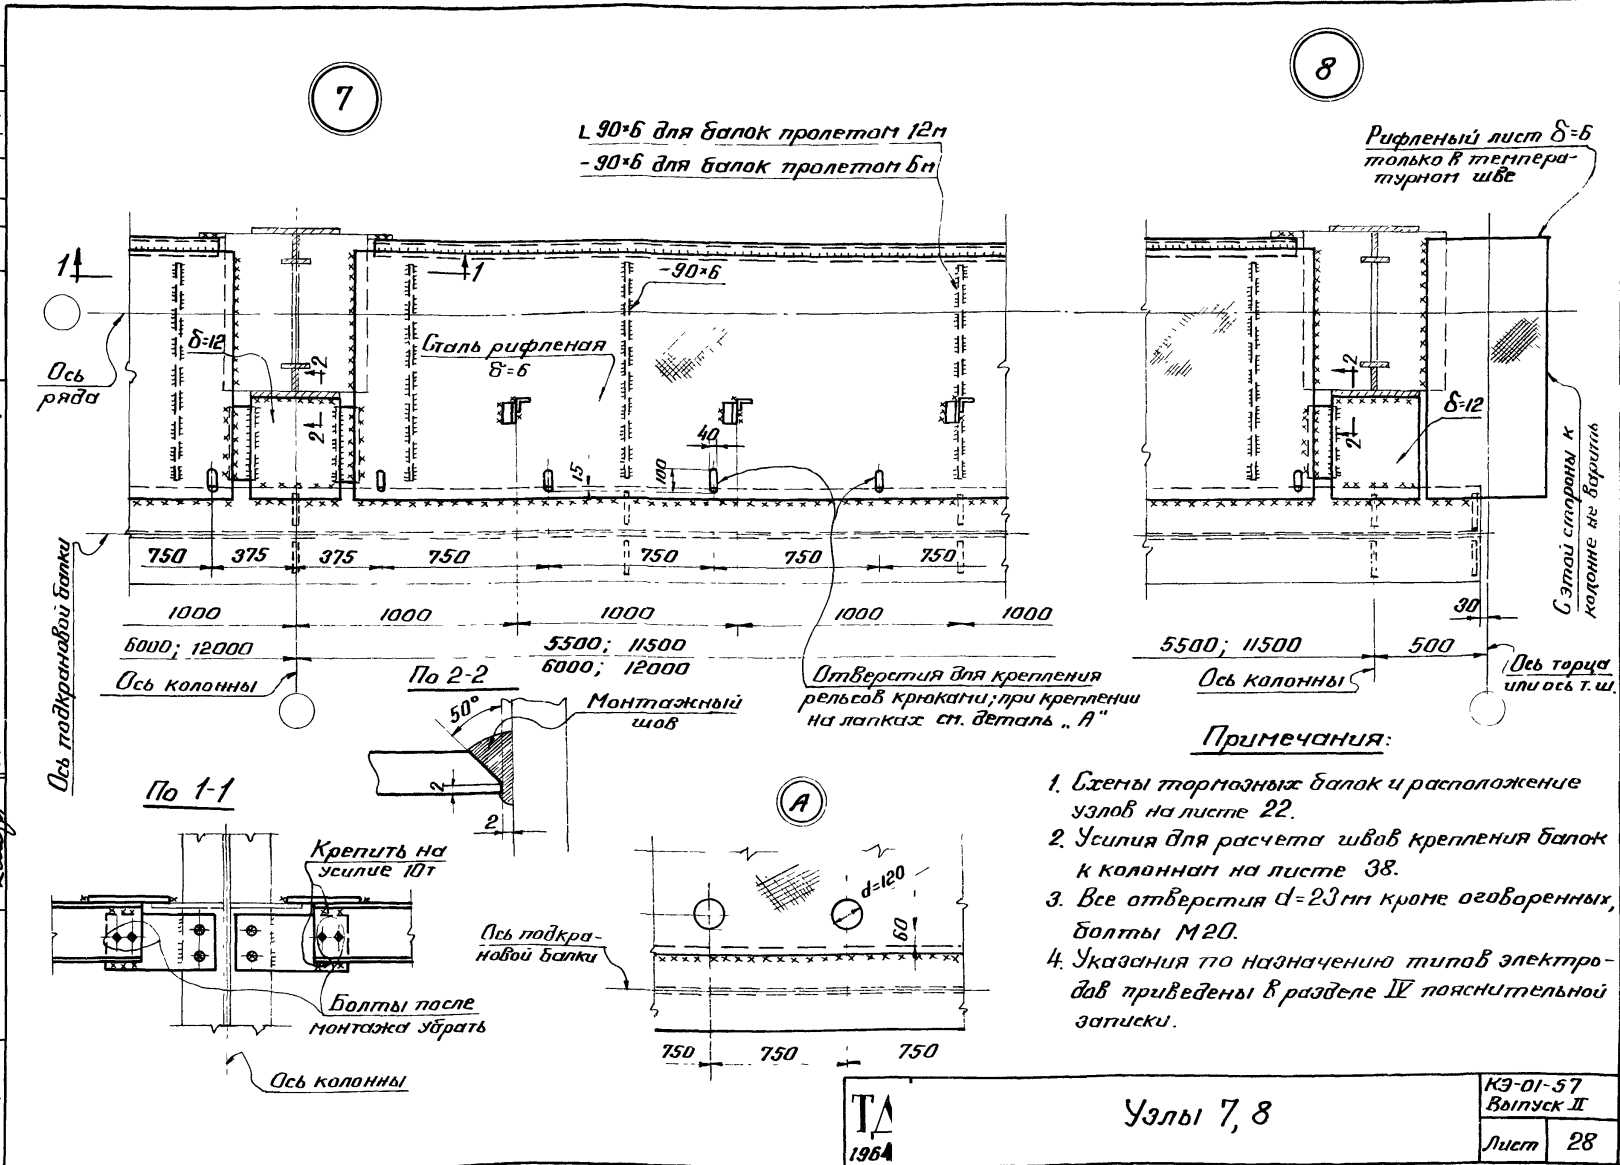 7
8
L 90×6 для балок пролетом 12м
- 90×6 для балок пролетом 6м
Рифленый лист δ=6
только в темпера-
турном шве
1
1
-90×6
Ось
ряда
δ=12
2
2
Сталь рифленая
δ=6
40
15
100
2
2
δ=12
С этой стороны к
колонне не варить
Ось подкрановой балки
750
375
375
750
750
750
750
1000
1000
1000
1000
1000
6000; 12000
5500; 11500
6000; 12000
Ось колонны
30
5500; 11500
500
Ось колонны
Ось торца
или ось т.ш.
Отверстия для крепления
рельсов крюками; при креплении
на лапках см. деталь „А"
По 2-2
50°
Монтажный
шов
2
2
По 1-1
Крепить на
усилие 10т
Болты после
монтажа убрать
Ось колонны
А
d=120
60
Ось подкра-
новой балки
750
750
750
Примечания:
1. Схемы тормозных балок и расположение
узлов на листе 22.
2. Усилия для расчета швов крепления балок
к колоннам на листе 38.
3. Все отверстия d=23мм кроме оговоренных,
болты М20.
4. Указания по назначению типов электро-
дов приведены в разделе IV пояснительной
записки.
ТД
1964
Узлы 7, 8
КЭ-01-57
Выпуск II
Лист 28